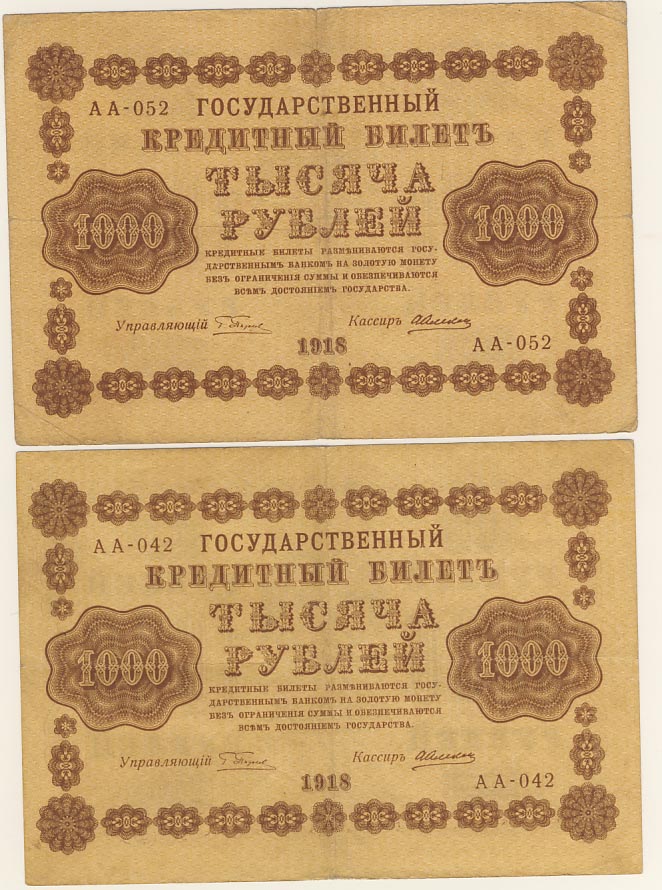 АА-052 ГОСУДАРСТВЕННЫЙ
КРЕДИТНЫЙ БИЛЕТЪ
ТЫСЯЧА
1000 РУБЛЕЙ 1000
КРЕДИТНЫЕ БИЛЕТЫ РАЗМѢНИВАЮТСЯ ГОСУ-
ДАРСТВЕННЫМЪ БАНКОМЪ НА ЗОЛОТУЮ МОНЕТУ
БЕЗЪ ОГРАНИЧЕНІЯ СУММЫ И ОБЕЗПЕЧИВАЮТСЯ
ВСѢМЪ ДОСТОЯНІЕМЪ ГОСУДАРСТВА.
Управляющій Кассиръ
1918 АА-052
АА-042 ГОСУДАРСТВЕННЫЙ
КРЕДИТНЫЙ БИЛЕТЪ
ТЫСЯЧА
1000 РУБЛЕЙ 1000
КРЕДИТНЫЕ БИЛЕТЫ РАЗМѢНИВАЮТСЯ ГОСУ-
ДАРСТВЕННЫМЪ БАНКОМЪ НА ЗОЛОТУЮ МОНЕТУ
БЕЗЪ ОГРАНИЧЕНІЯ СУММЫ И ОБЕЗПЕЧИВАЮТСЯ
ВСѢМЪ ДОСТОЯНІЕМЪ ГОСУДАРСТВА.
Управляющій Кассиръ
1918 АА-042